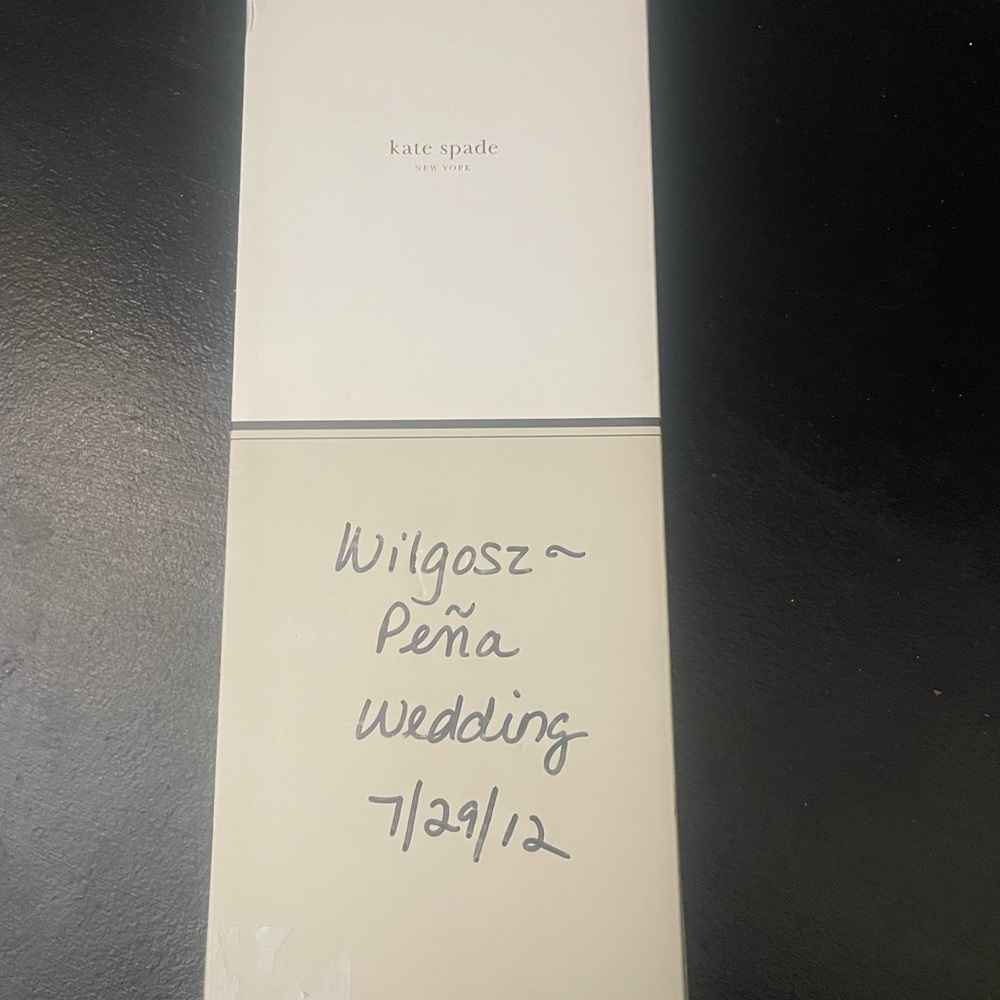 kate spade
NEW YORK
Wilgosz~
Peña
Wedding
7/29/12